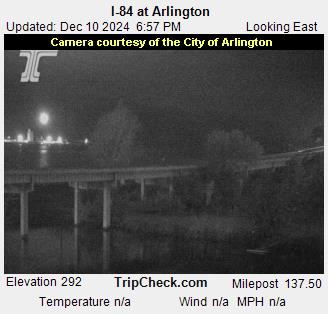 I-84 at Arlington
Updated: Dec 10 2024 6:57 PM Looking East
Camera courtesy of the City of Arlington
Elevation 292 TripCheck.com Milepost 137.50
Temperature n/a Wind n/a MPH n/a